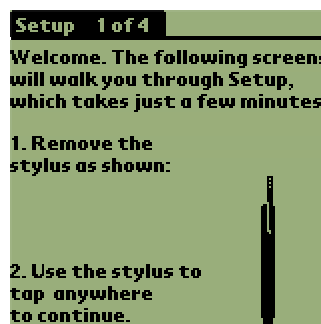 Setup 1 of 4
Welcome. The following screens
will walk you through Setup,
which takes just a few minutes
1. Remove the
stylus as shown:
2. Use the stylus to
tap anywhere
to continue.